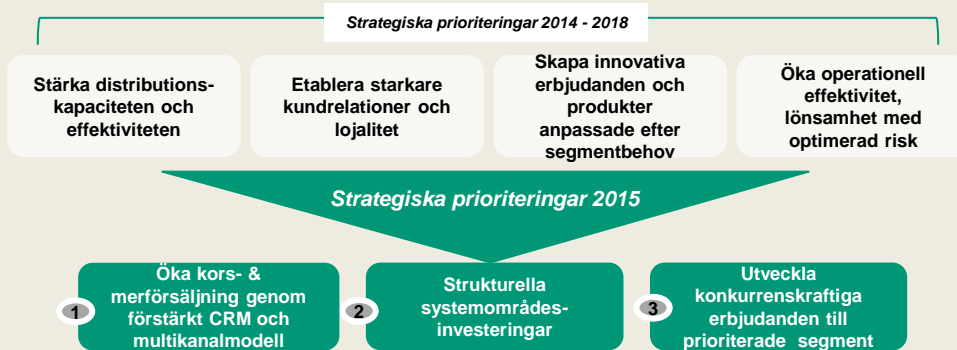 Strategiska prioriteringar 2014 - 2018
Stärka distributions-
kapaciteten och
effektiviteten
Etablera starkare
kundrelationer och
lojalitet
Skapa innovativa
erbjudanden och
produkter
anpassade efter
segmentbehov
Öka operationell
effektivitet,
lönsamhet med
optimerad risk
Strategiska prioriteringar 2015
1
Öka kors- &
merförsäljning genom
förstärkt CRM och
multikanalmodell
2
Strukturella
systemområdes-
investeringar
3
Utveckla
konkurrenskraftiga
erbjudanden till
prioriterade segment